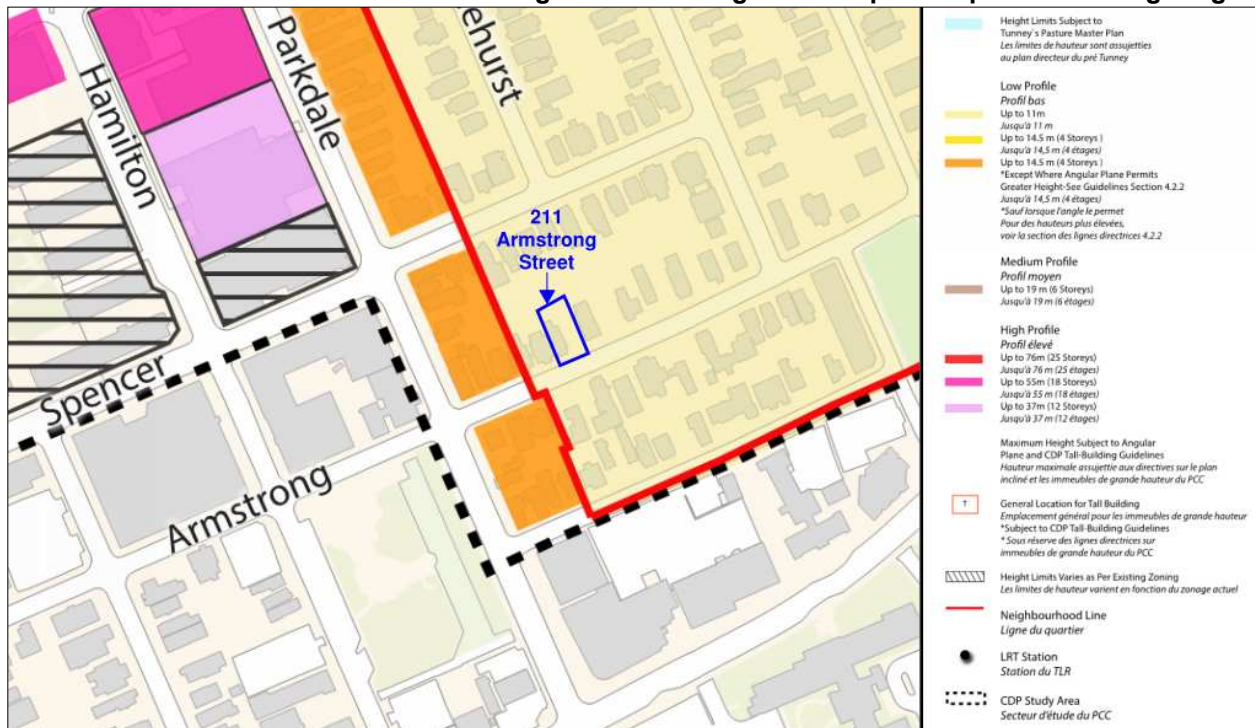 Hamilton
Parkdale
ehurst
211
Armstrong
Street
Spencer
Armstrong
Height Limits Subject to
Tunney's Pasture Master Plan
Les limites de hauteur sont assujetties
au plan directeur du pré Tunney
Low Profile
Profil bas
Up to 11m
Jusqu'à 11 m
Up to 14.5 m (4 Storeys )
Jusqu'à 14,5 m (4 étages)
Up to 14.5 m (4 Storeys )
*Except Where Angular Plane Permits
Greater Height-See Guidelines Section 4.2.2
Jusqu'à 14,5 m (4 étages)
*Sauf lorsque l'angle le permet
Pour des hauteurs plus élevées,
voir la section des lignes directrices 4.2.2
Medium Profile
Profil moyen
Up to 19 m (6 Storeys)
Jusqu'à 19 m (6 étages)
High Profile
Profil élevé
Up to 76m (25 Storeys)
Jusqu'à 76 m (25 étages)
Up to 55m (18 Storeys)
Jusqu'à 55 m (18 étages)
Up to 37m (12 Storeys)
Jusqu'à 37 m (12 étages)
Maximum Height Subject to Angular
Plane and CDP Tall-Building Guidelines
Hauteur maximale assujettie aux directives sur le plan
incliné et les immeubles de grande hauteur du PCC
General Location for Tall Building
Emplacement général pour les immeubles de grande hauteur
*Subject to CDP Tall-Building Guidelines
* Sous réserve des lignes directrices sur
immeubles de grande hauteur du PCC
Height Limits Varies as Per Existing Zoning
Les limites de hauteur varient en fonction du zonage actuel
Neighbourhood Line
Ligne du quartier
LRT Station
Station du TLR
CDP Study Area
Secteur d'étude du PCC